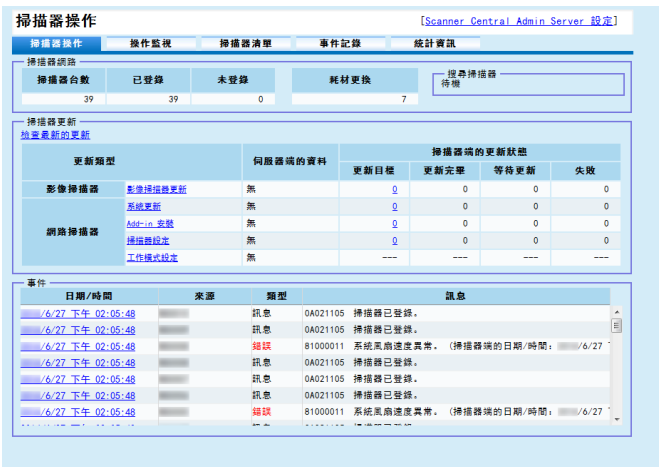 掃描器操作
[Scanner Central Admin Server 設定]
掃描器操作 操作監視 掃描器清單 事件記錄 統計資訊
掃描器網路
掃描器台數 已登錄 未登錄 耗材更換
39 39 0 7
搜尋掃描器
待機
掃描器更新
檢查最新的更新
更新類型 伺服器端的資料 掃描器端的更新狀態
更新目標 更新完畢 等待更新 失敗
影像掃描器 影像掃描器更新 無 0 0 0 0
網路掃描器
系統更新 無 0 0 0 0
Add-in 安裝 無 0 0 0 0
掃描器設定 無 0 0 0 0
工作模式設定 無 --- --- --- ---
事件
日期/時間 來源 類型 訊息
/6/27 下午 02:05:48 訊息 0A021105 掃描器已登錄。
/6/27 下午 02:05:48 訊息 0A021105 掃描器已登錄。
/6/27 下午 02:05:48 錯誤 81000011 系統風扇速度異常。 (掃描器端的日期/時間: /6/27
/6/27 下午 02:05:48 訊息 0A021105 掃描器已登錄。
/6/27 下午 02:05:48 訊息 0A021105 掃描器已登錄。
/6/27 下午 02:05:48 訊息 0A021105 掃描器已登錄。
/6/27 下午 02:05:48 錯誤 81000011 系統風扇速度異常。 (掃描器端的日期/時間: /6/27